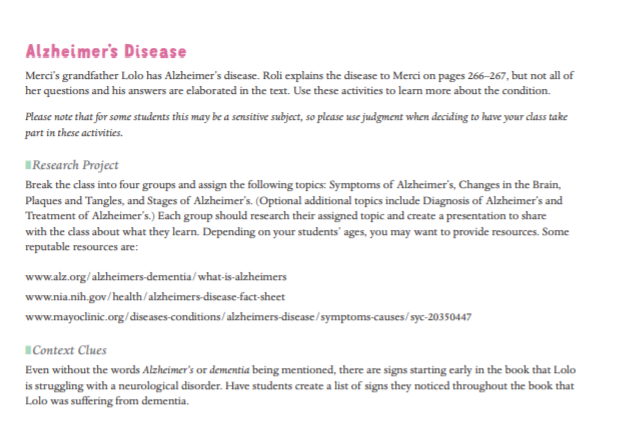 Alzheimer's Disease
Merci's grandfather Lolo has Alzheimer's disease. Roli explains the disease to Merci on pages 266–267, but not all of
her questions and his answers are elaborated in the text. Use these activities to learn more about the condition.
Please note that for some students this may be a sensitive subject, so please use judgment when deciding to have your class take
part in these activities.
Research Project
Break the class into four groups and assign the following topics: Symptoms of Alzheimer's, Changes in the Brain,
Plaques and Tangles, and Stages of Alzheimer's. (Optional additional topics include Diagnosis of Alzheimer's and
Treatment of Alzheimer's.) Each group should research their assigned topic and create a presentation to share
with the class about what they learn. Depending on your students' ages, you may want to provide resources. Some
reputable resources are:
www.alz.org/alzheimers-dementia/what-is-alzheimers
www.nia.nih.gov/health/alzheimers-disease-fact-sheet
www.mayoclinic.org/diseases-conditions/alzheimers-disease/symptoms-causes/syc-20350447
Context Clues
Even without the words Alzheimer's or dementia being mentioned, there are signs starting early in the book that Lolo
is struggling with a neurological disorder. Have students create a list of signs they noticed throughout the book that
Lolo was suffering from dementia.